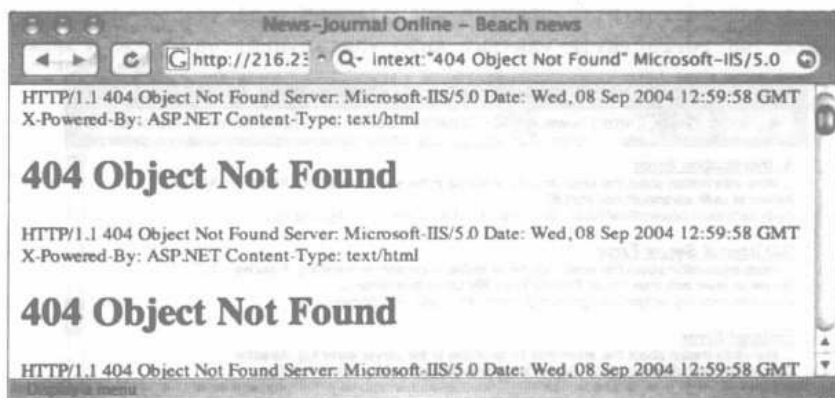 News-Journal Online – Beach news
http://216.23 Q- intext:"404 Object Not Found" Microsoft-IIS/5.0
HTTP/1.1 404 Object Not Found Server: Microsoft-IIS/5.0 Date: Wed, 08 Sep 2004 12:59:58 GMT
X-Powered-By: ASP.NET Content-Type: text/html
404 Object Not Found
HTTP/1.1 404 Object Not Found Server: Microsoft-IIS/5.0 Date: Wed, 08 Sep 2004 12:59:58 GMT
X-Powered-By: ASP.NET Content-Type: text/html
404 Object Not Found
HTTP/1.1 404 Object Not Found Server: Microsoft-IIS/5.0 Date: Wed, 08 Sep 2004 12:59:58 GMT
Display a menu